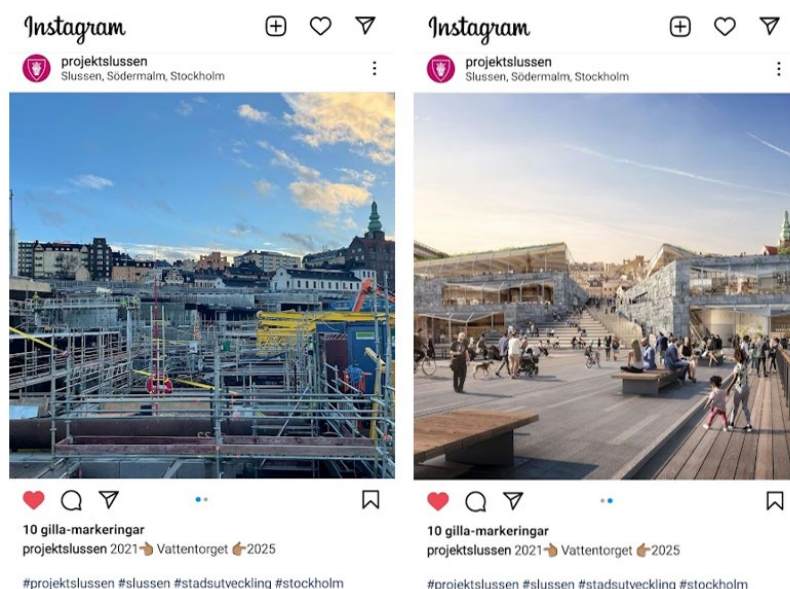 Instagram
projektslussen
Slussen, Södermalm, Stockholm
10 gilla-markeringar
projektslussen 2021👈🏽 Vattentorget 👉🏽2025
#projektslussen #slussen #stadsutveckling #stockholm
Instagram
projektslussen
Slussen, Södermalm, Stockholm
10 gilla-markeringar
projektslussen 2021👈🏽 Vattentorget 👉🏽2025
#projektslussen #slussen #stadsutveckling #stockholm